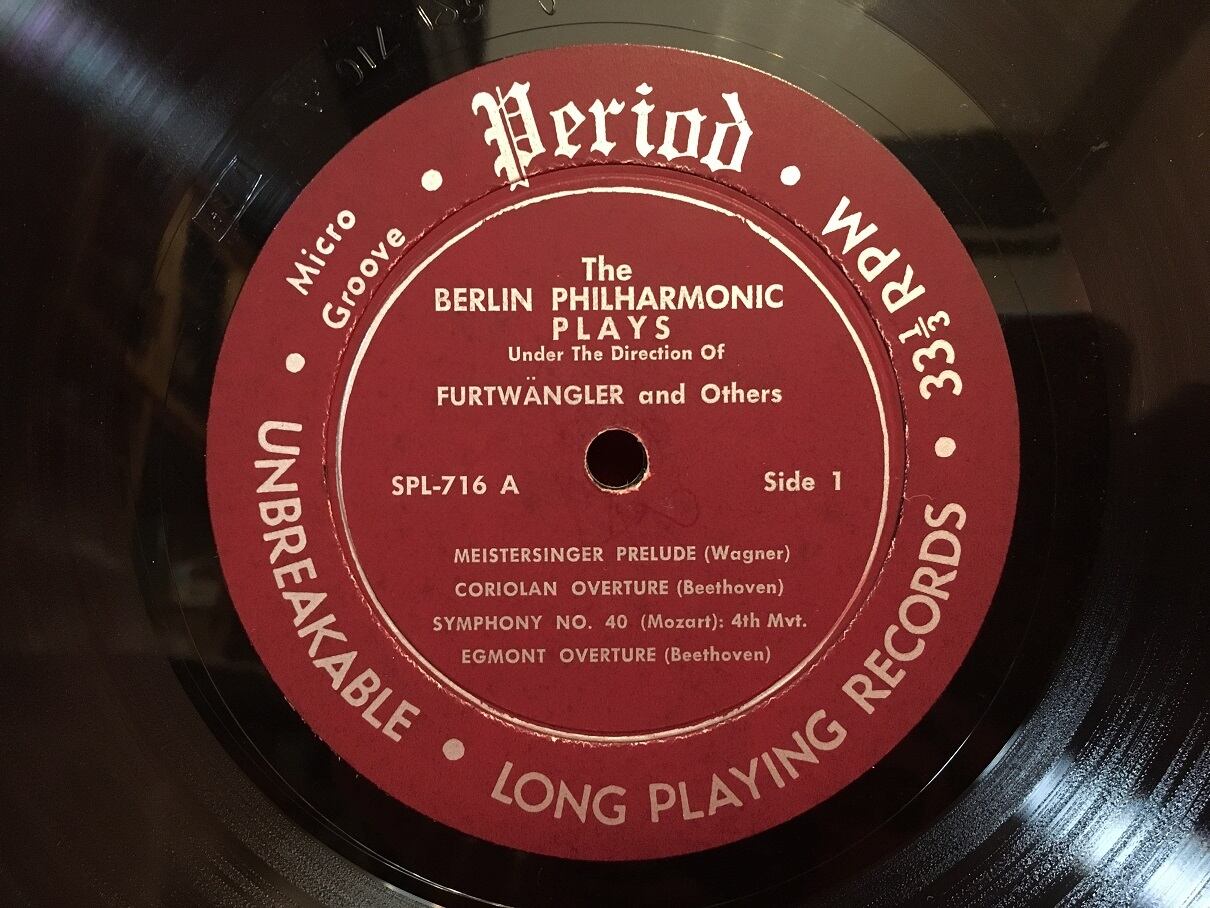 Period
Micro
Groove
33⅓ RPM
The
BERLIN PHILHARMONIC
PLAYS
Under The Direction Of
FURTWÄNGLER and Others
SPL-716 A
Side 1
MEISTERSINGER PRELUDE (Wagner)
CORIOLAN OVERTURE (Beethoven)
SYMPHONY NO. 40 (Mozart): 4th Mvt.
EGMONT OVERTURE (Beethoven)
UNBREAKABLE
LONG PLAYING RECORDS